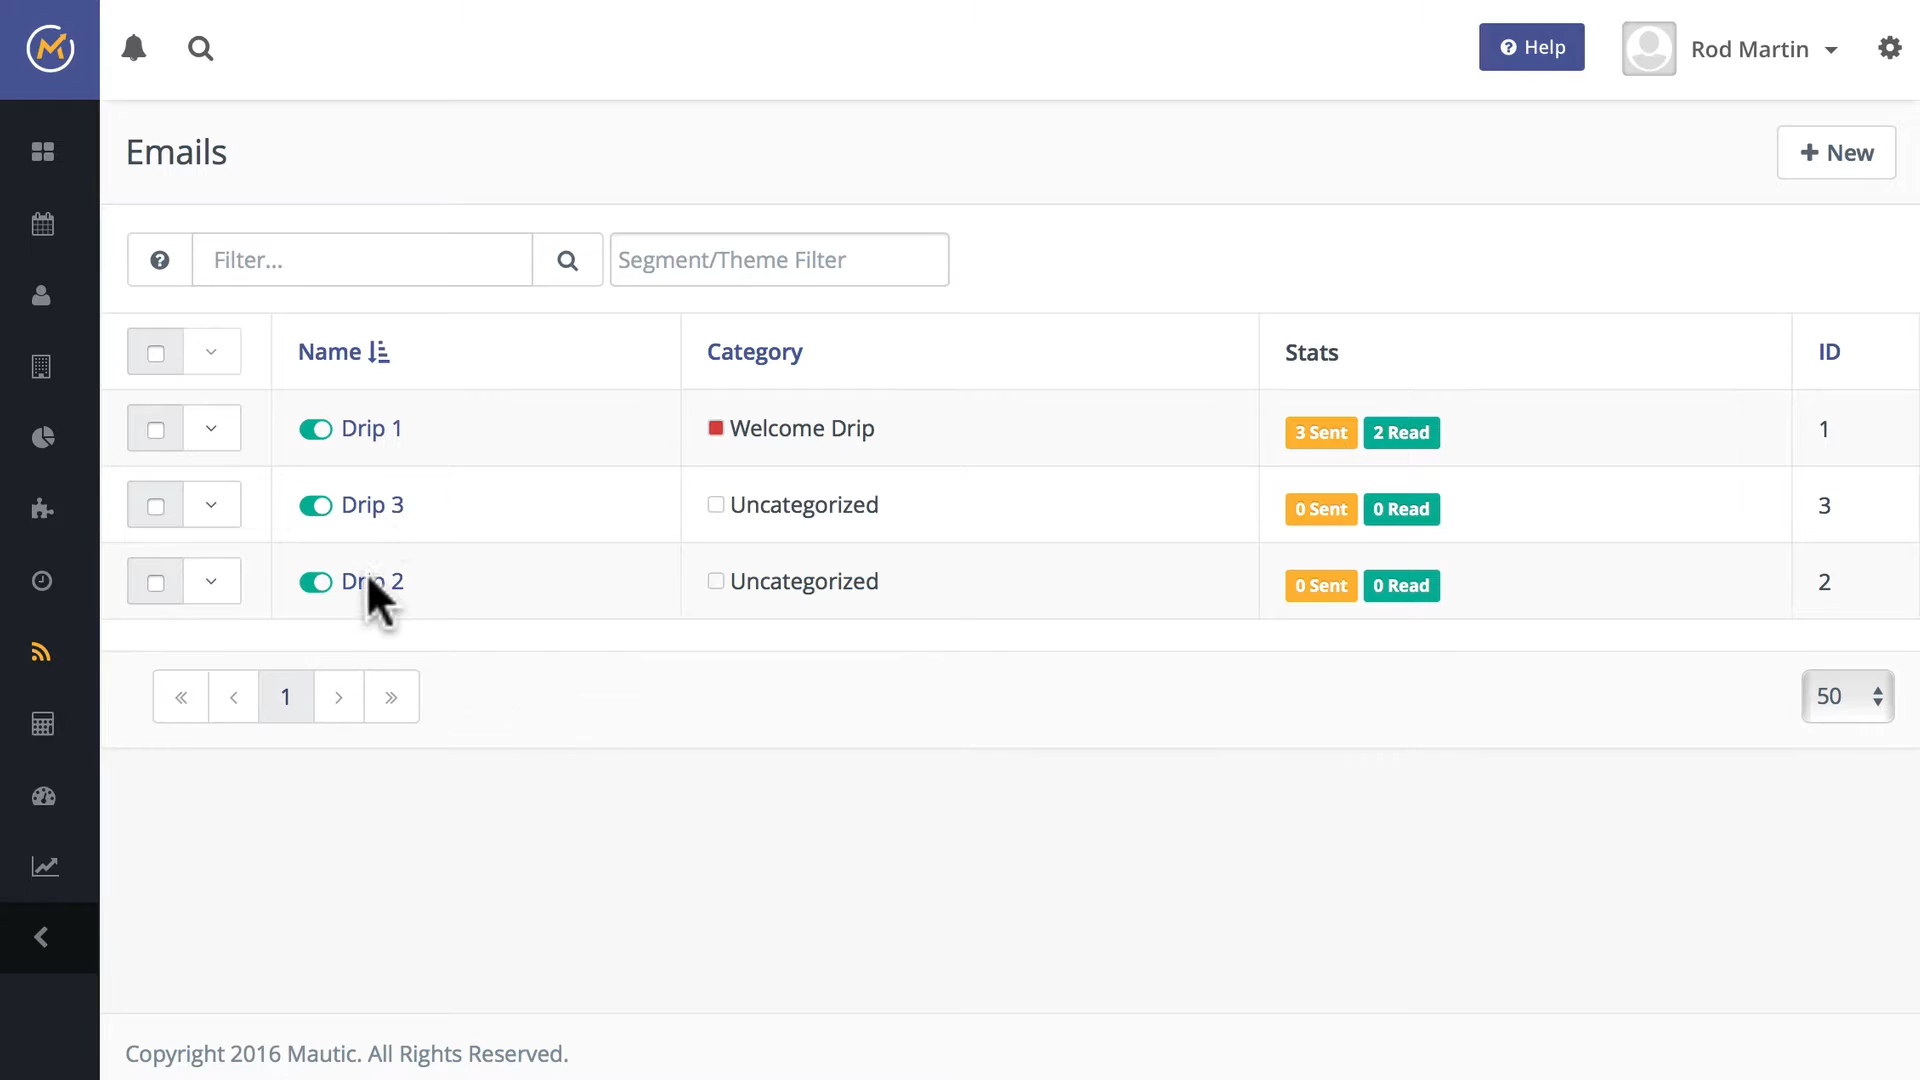 Help
Rod Martin
Emails
New
Filter...
Segment/Theme Filter
Name
Category
Stats
ID
Drip 1
Welcome Drip
3 Sent
2 Read
1
Drip 3
Uncategorized
0 Sent
0 Read
3
Drip 2
Uncategorized
0 Sent
0 Read
2
« ‹ 1 › »
50
Copyright 2016 Mautic. All Rights Reserved.